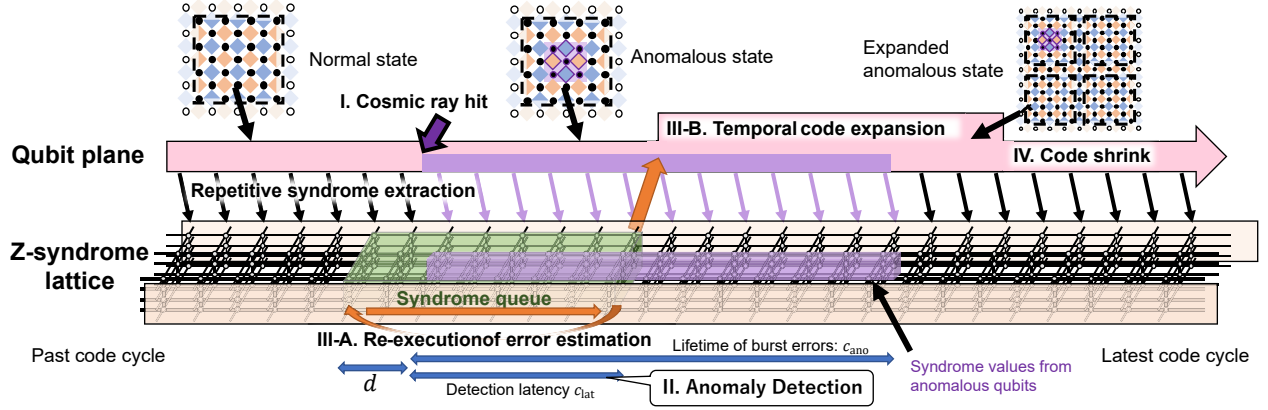 Normal state
Anomalous state
Expanded
anomalous state
I. Cosmic ray hit
III-B. Temporal code expansion
Qubit plane
IV. Code shrink
Repetitive syndrome extraction
Z-syndrome
lattice
Syndrome queue
III-A. Re-executionof error estimation
Past code cycle
Lifetime of burst errors: c_ano
Latest code cycle
d
Detection latency c_lat
II. Anomaly Detection
Syndrome values from
anomalous qubits